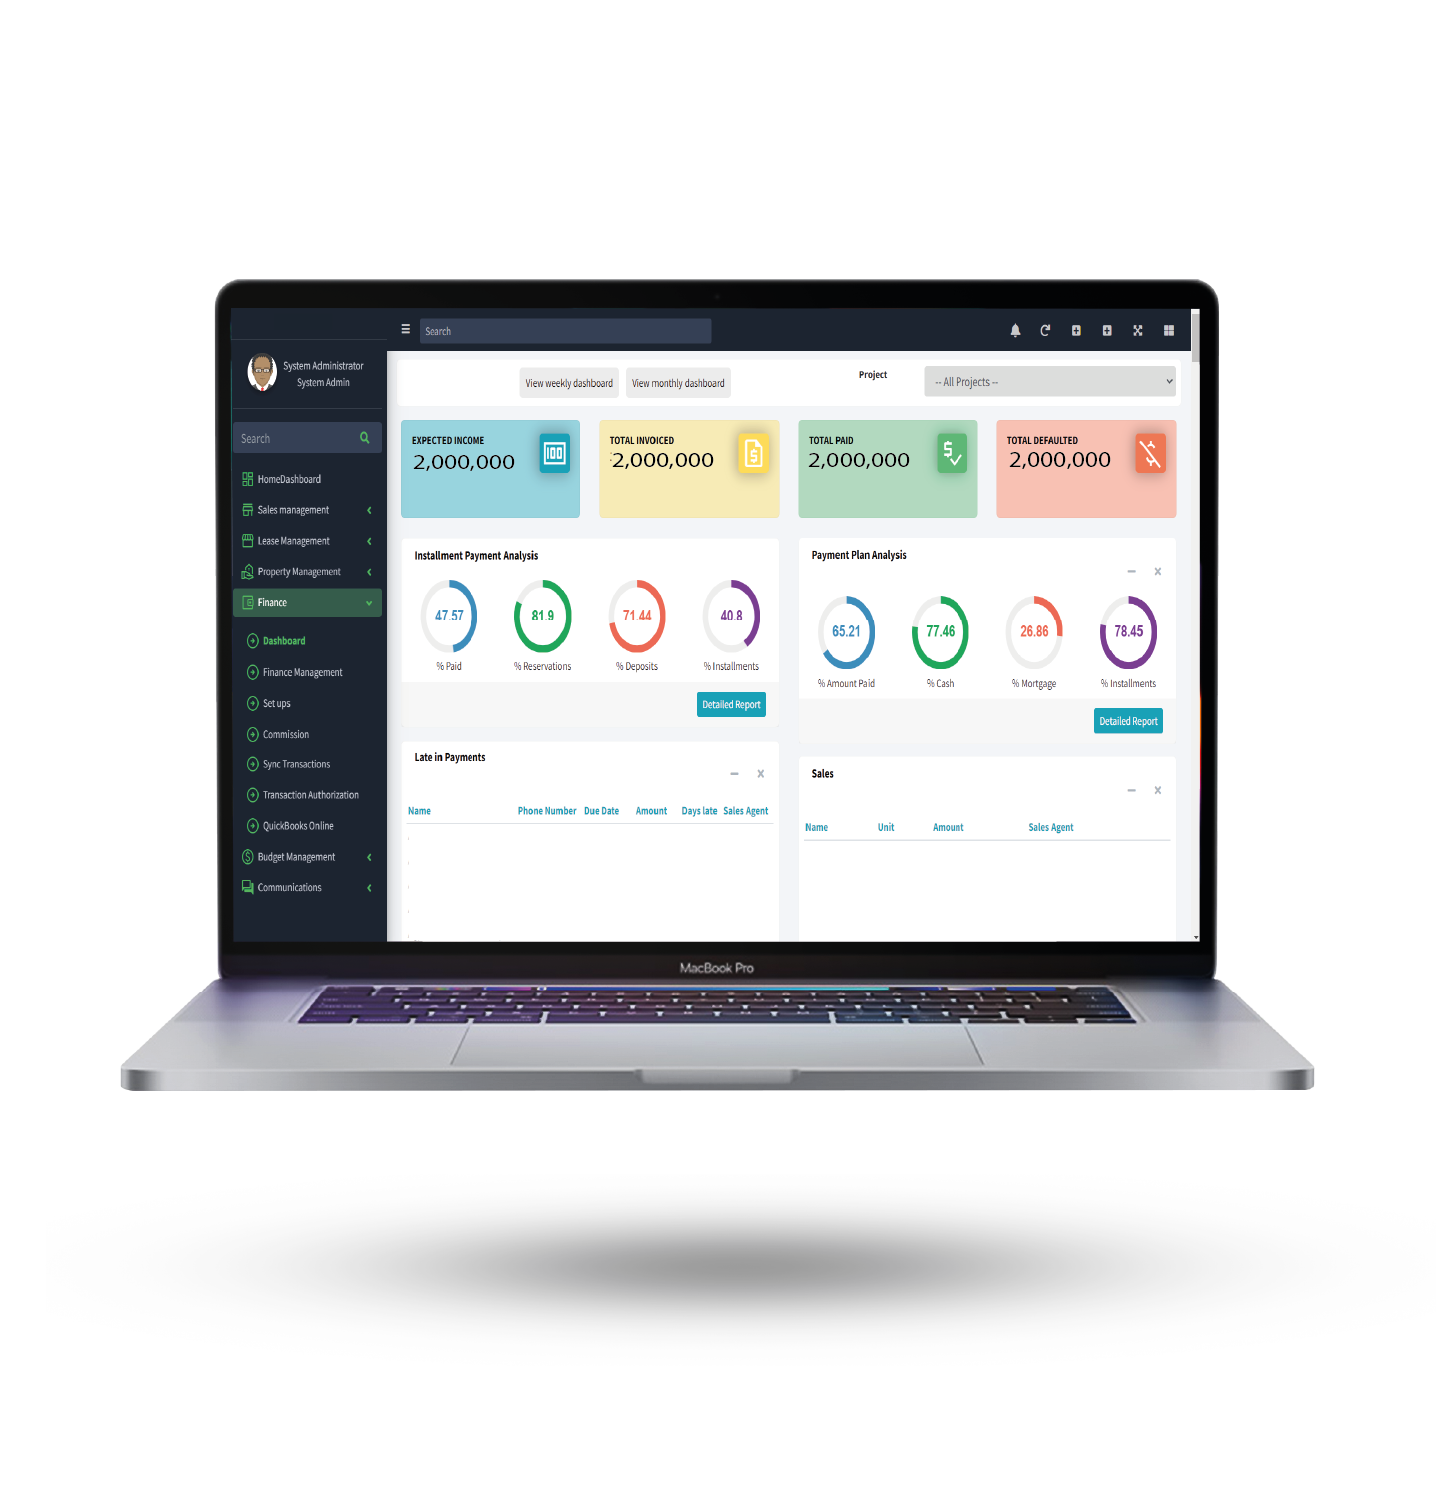 Search
System Administrator
System Admin
Search
HomeDashboard
Sales management
Lease Management
Property Management
Finance
Dashboard
Finance Management
Set ups
Commission
Sync Transactions
Transaction Authorization
QuickBooks Online
Budget Management
Communications
View weekly dashboard
View monthly dashboard
Project
-- All Projects --
EXPECTED INCOME
2,000,000
100
TOTAL INVOICED
2,000,000
$
TOTAL PAID
2,000,000
$
TOTAL DEFAULTED
2,000,000
$
Installment Payment Analysis
47.57 81.9 71.44 40.8
% Paid % Reservations % Deposits % Installments
Detailed Report
Payment Plan Analysis
65.21 77.46 26.86 78.45
% Amount Paid % Cash % Mortgage % Installments
Detailed Report
Late in Payments
Name Phone Number Due Date Amount Days late Sales Agent
Sales
Name Unit Amount Sales Agent
MacBook Pro